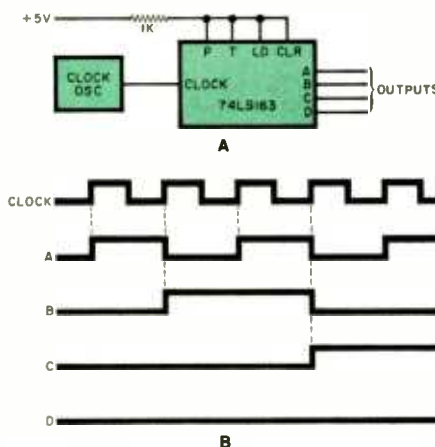 +5V
1K
P T LD CLR
CLOCK OSC
CLOCK
74LS163
A
B
C
D
OUTPUTS
A
CLOCK
A
B
C
D
B